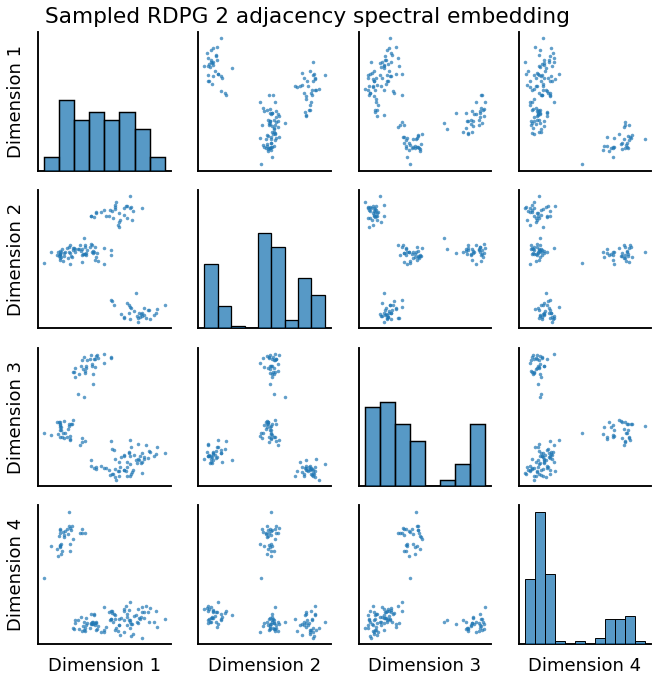 Sampled RDPG 2 adjacency spectral embedding
Dimension 1
Dimension 2
Dimension 3
Dimension 4
Dimension 1 Dimension 2 Dimension 3 Dimension 4